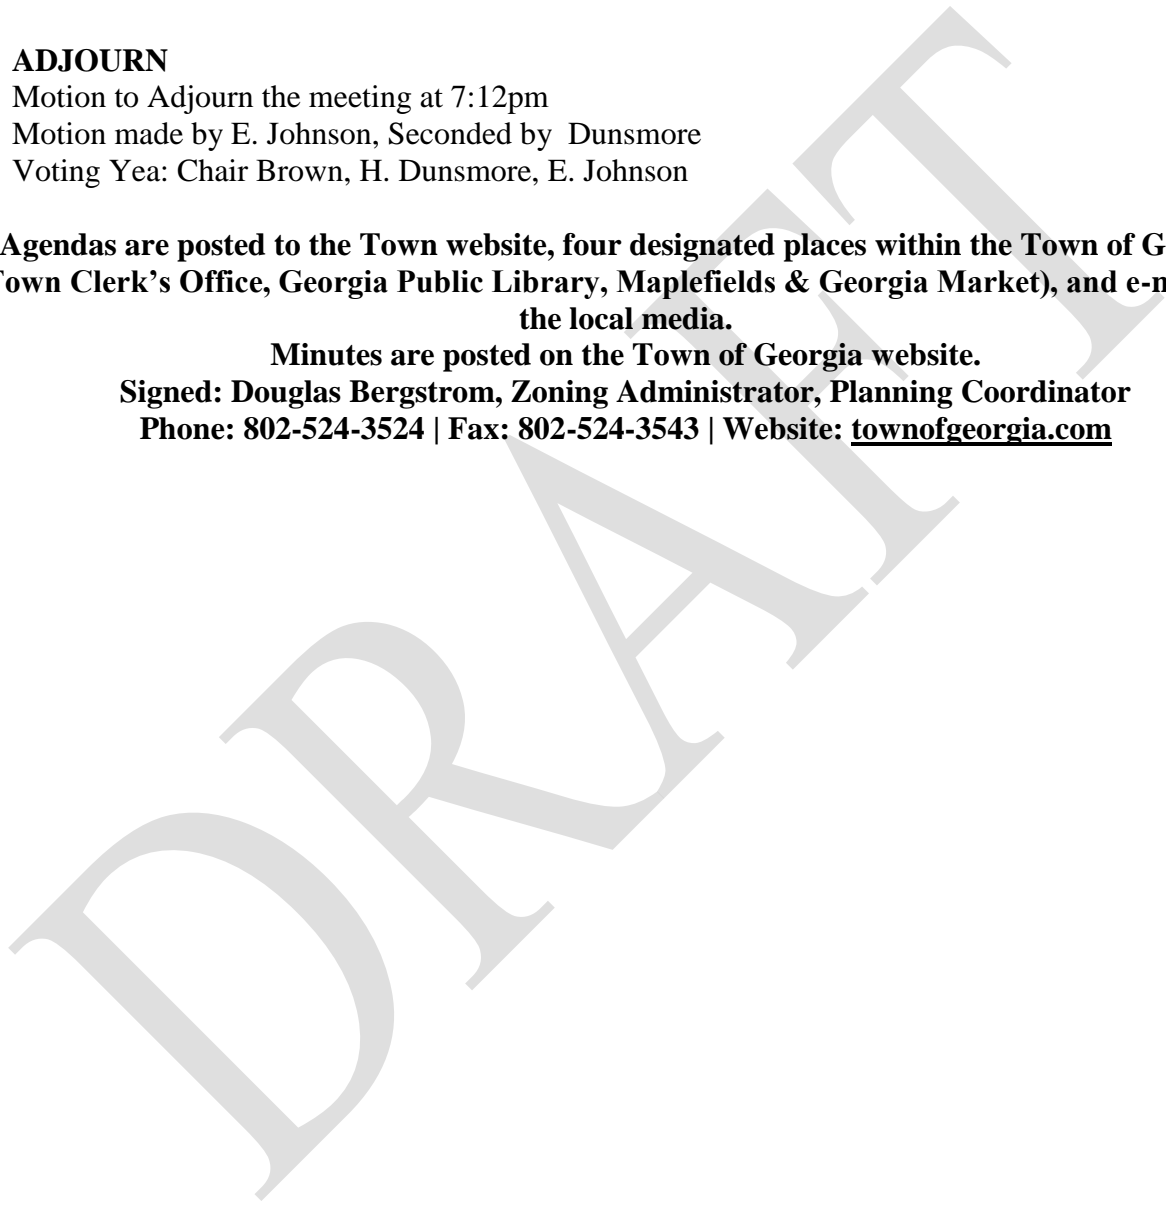 ADJOURN
Motion to Adjourn the meeting at 7:12pm
Motion made by E. Johnson, Seconded by  Dunsmore
Voting Yea: Chair Brown, H. Dunsmore, E. Johnson
Agendas are posted to the Town website, four designated places within the Town of G
own Clerk’s Office, Georgia Public Library, Maplefields & Georgia Market), and
the local media.
Minutes are posted on the Town of Georgia website.
Signed: Douglas Bergstrom, Zoning Administrator, Planning Coordinator
Phone: 802-524-3524 | Fax: 802-524-3543 | Website: townofgeorgia.com
DRAFT